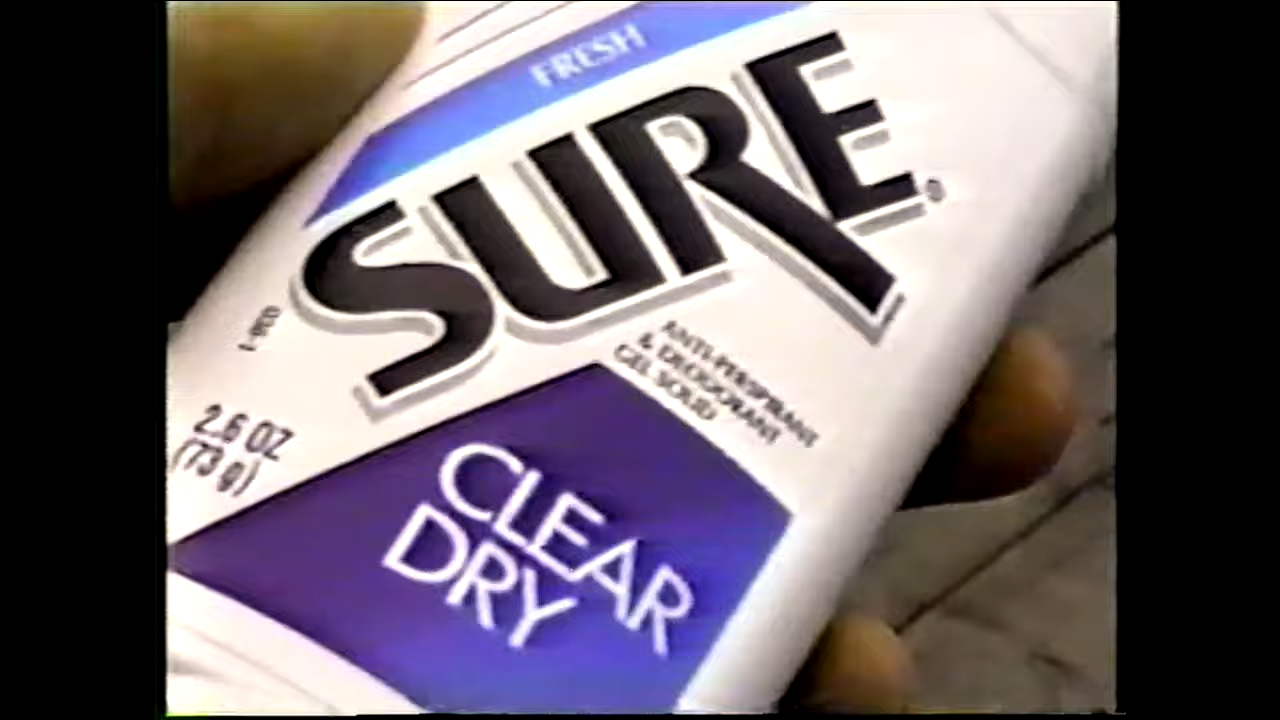 FRESH
SURE®
ANTI-PERSPIRANT
& DEODORANT
GEL SOLID
2.6 OZ
(73 g)
CLEAR
DRY